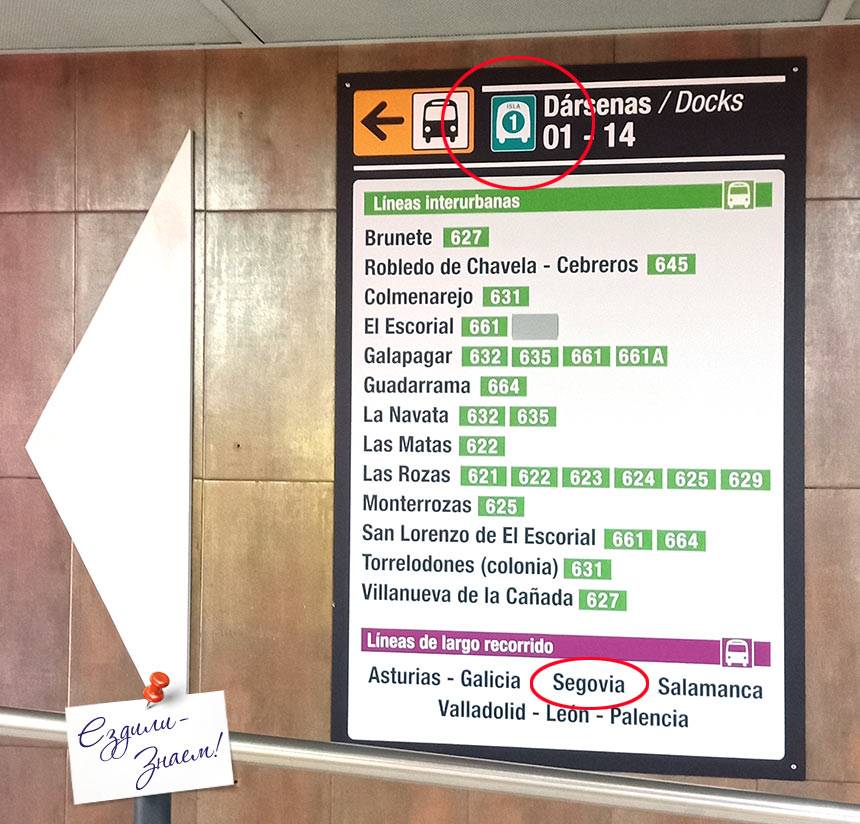 ISLA
1
Dársenas / Docks
01 - 14
Líneas interurbanas
Brunete 627
Robledo de Chavela - Cebreros 645
Colmenarejo 631
El Escorial 661
Galapagar 632 635 661 661A
Guadarrama 664
La Navata 632 635
Las Matas 622
Las Rozas 621 622 623 624 625 629
Monterrozas 625
San Lorenzo de El Escorial 661 664
Torrelodones (colonia) 631
Villanueva de la Cañada 627
Líneas de largo recorrido
Asturias - Galicia Segovia Salamanca
Valladolid - León - Palencia
Ездили-
Знаем!